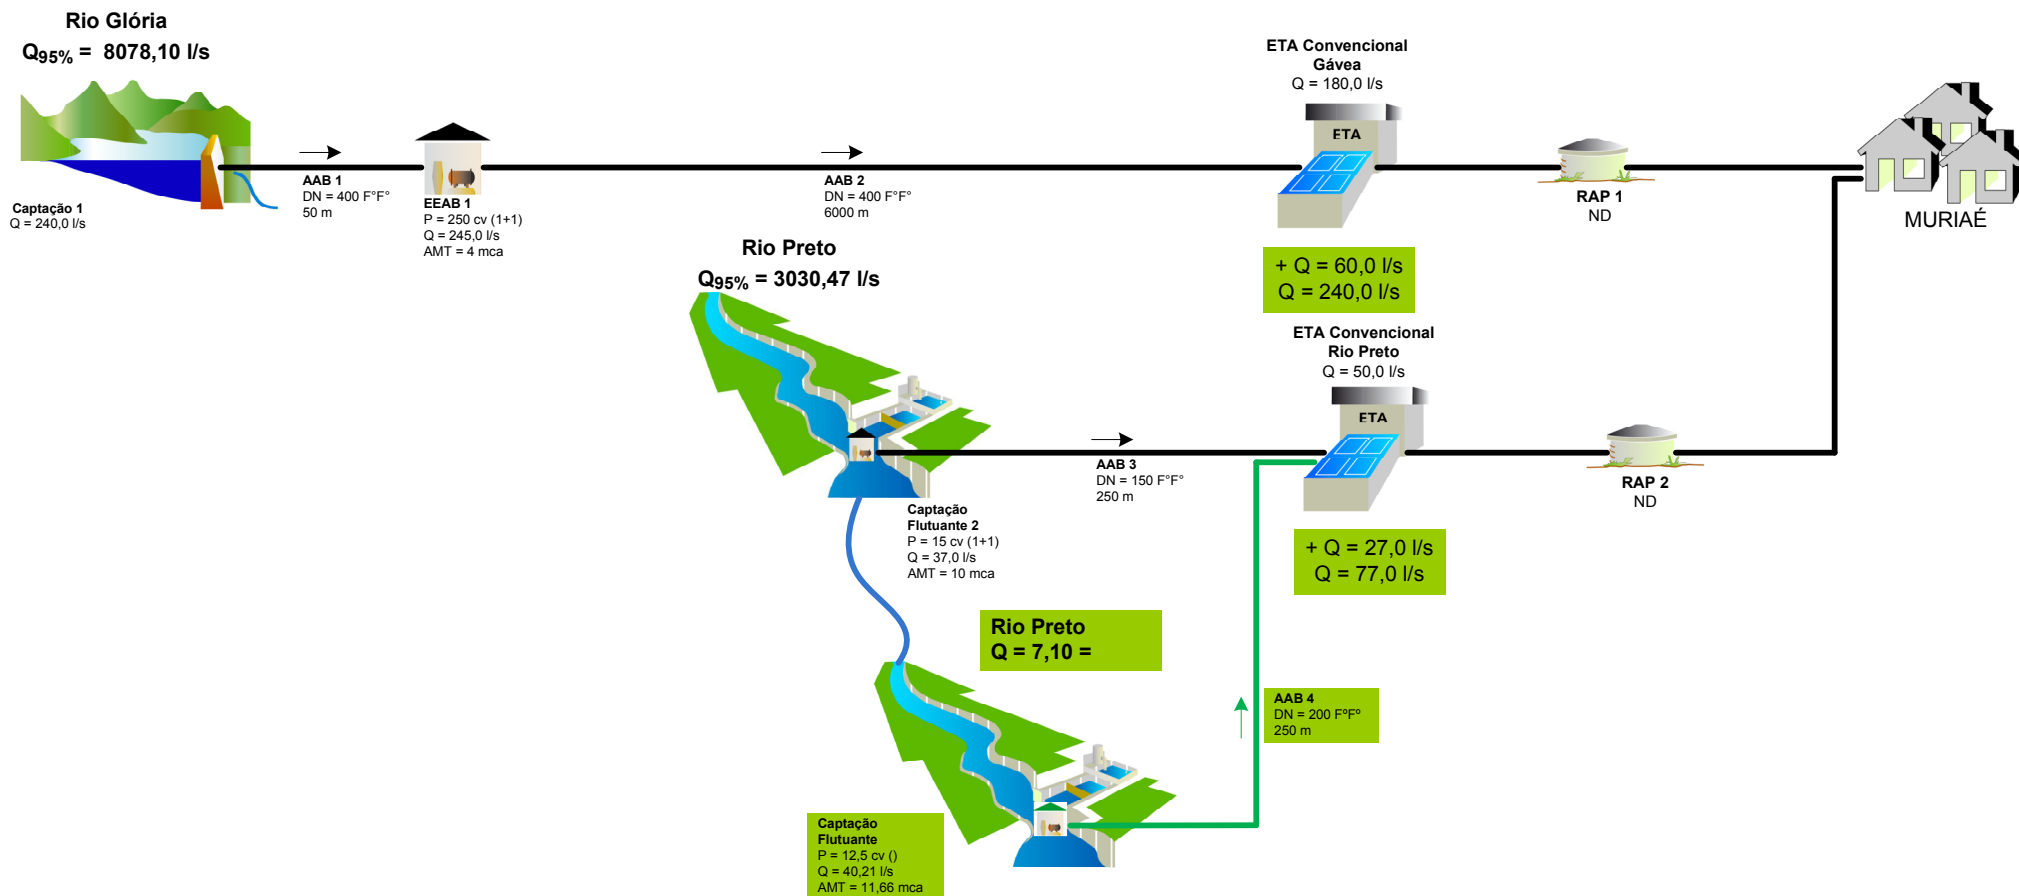 Rio Glória
Q95% = 8078,10 l/s
Captação 1
Q = 240,0 l/s
AAB 1
DN = 400 F°F°
50 m
EEAB 1
P = 250 cv (1+1)
Q = 245,0 l/s
AMT = 4 mca
AAB 2
DN = 400 F°F°
6000 m
ETA Convencional
Gávea
Q = 180,0 l/s
ETA
+ Q = 60,0 l/s
Q = 240,0 l/s
RAP 1
ND
MURIAÉ
Rio Preto
Q95% = 3030,47 l/s
Captação
Flutuante 2
P = 15 cv (1+1)
Q = 37,0 l/s
AMT = 10 mca
AAB 3
DN = 150 F°F°
250 m
ETA Convencional
Rio Preto
Q = 50,0 l/s
ETA
+ Q = 27,0 l/s
Q = 77,0 l/s
RAP 2
ND
Rio Preto
Q = 7,10 =
AAB 4
DN = 200 FºFº
250 m
Captação
Flutuante
P = 12,5 cv ()
Q = 40,21 l/s
AMT = 11,66 mca